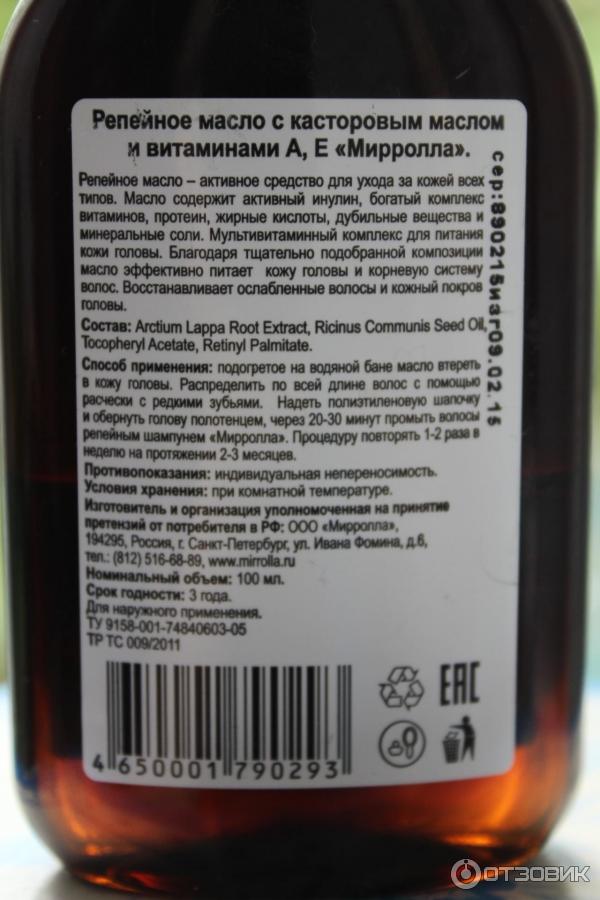 Репейное масло с касторовым маслом
и витаминами А, Е «Мирролла».
Репейное масло – активное средство для ухода за кожей всех
типов. Масло содержит активный инулин, богатый комплекс
витаминов, протеин, жирные кислоты, дубильные вещества и
минеральные соли. Мультивитаминный комплекс для питания
кожи головы. Благодаря тщательно подобранной композиции
масло эффективно питает кожу головы и корневую систему
волос. Восстанавливает ослабленные волосы и кожный покров
головы.
Состав: Arctium Lappa Root Extract, Ricinus Communis Seed Oil,
Tocopheryl Acetate, Retinyl Palmitate.
Способ применения: подогретое на водяной бане масло втереть
в кожу головы. Распределить по всей длине волос с помощью
расчески с редкими зубьями. Надеть полиэтиленовую шапочку
и обернуть голову полотенцем, через 20-30 минут промыть волосы
репейным шампунем «Мирролла». Процедуру повторять 1-2 раза в
неделю на протяжении 2-3 месяцев.
Противопоказания: индивидуальная непереносимость.
Условия хранения: при комнатной температуре.
Изготовитель и организация уполномоченная на принятие
претензий от потребителя в РФ: ООО «Мирролла»,
194295, Россия, г. Санкт-Петербург, ул. Ивана Фомина, д.6,
тел.: (812) 516-68-89, www.mirrolla.ru
Номинальный объем: 100 мл.
Срок годности: 3 года.
Для наружного применения.
ТУ 9158-001-74840603-05
ТР ТС 009/2011
4 650001 790293
EAC
сер:890215изг09.02.15
ОТЗОВИК